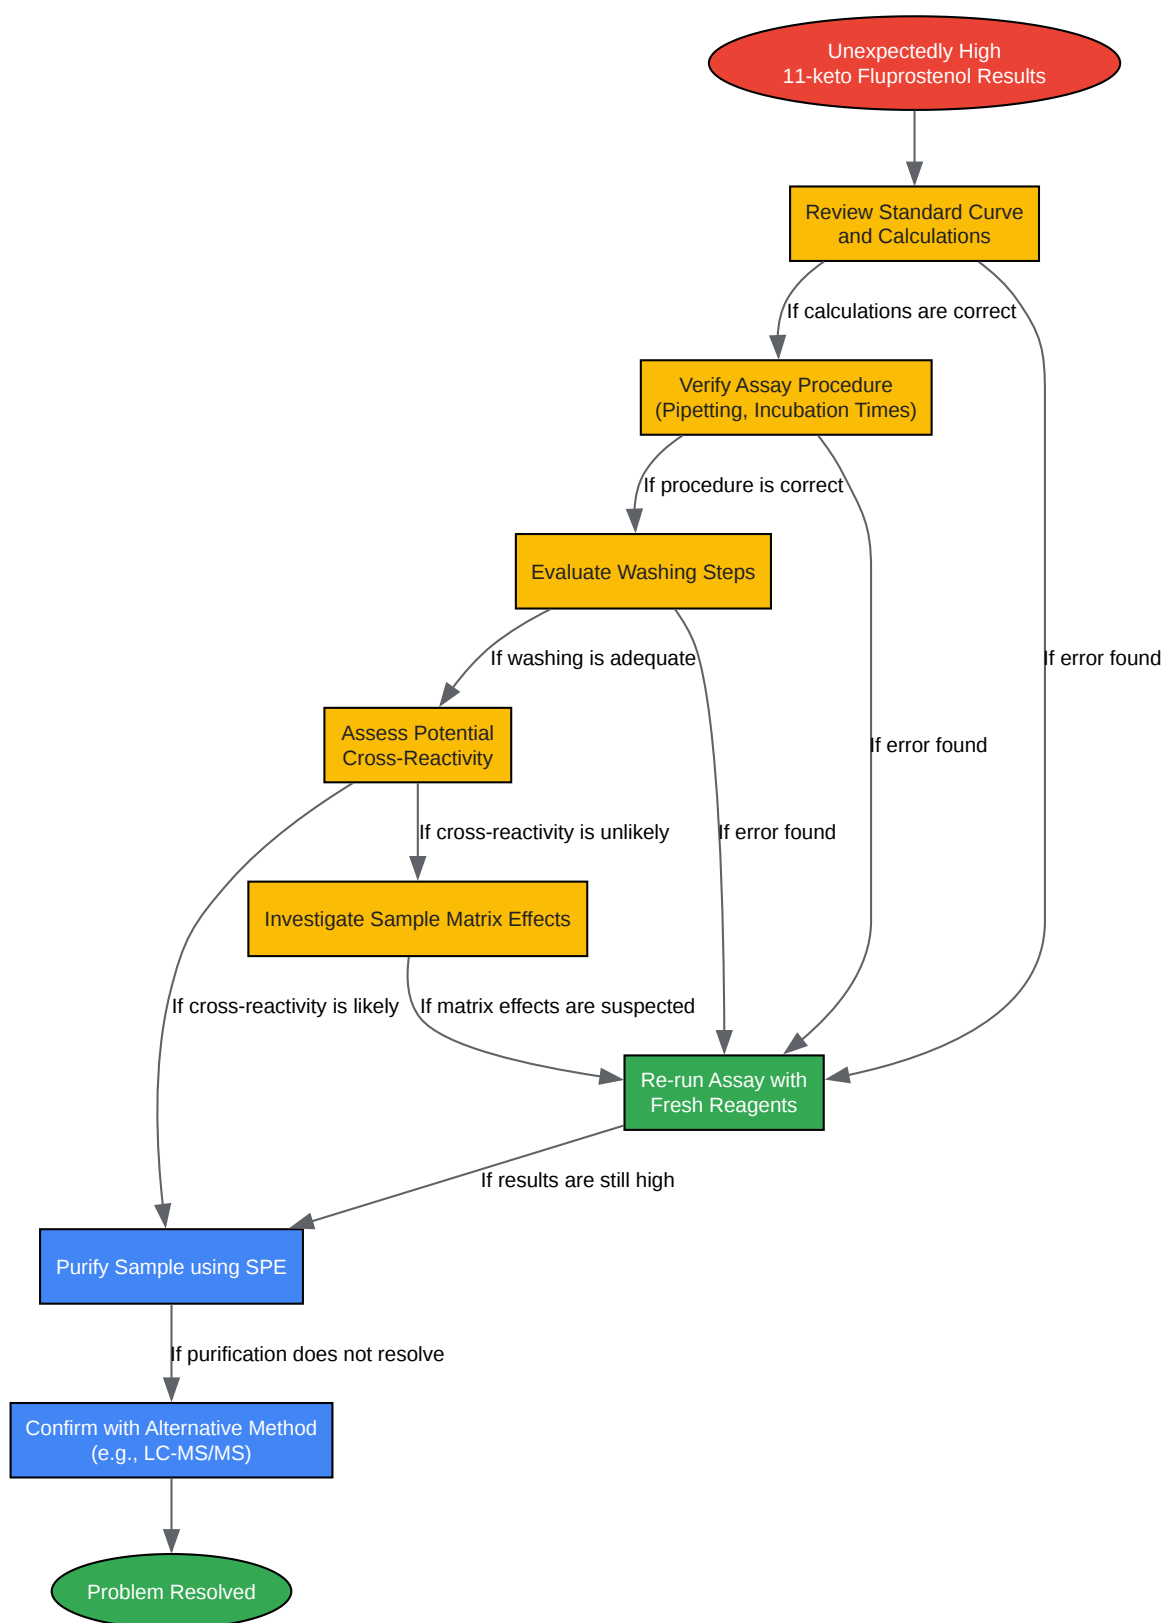 Unexpectedly High
11-keto Fluprostenol Results
Review Standard Curve
and Calculations
If calculations are correct
Verify Assay Procedure
(Pipetting, Incubation Times)
If procedure is correct
Evaluate Washing Steps
If washing is adequate
If error found
Assess Potential
Cross-Reactivity
If error found
If cross-reactivity is unlikely
If error found
Investigate Sample Matrix Effects
If cross-reactivity is likely
If matrix effects are suspected
Re-run Assay with
Fresh Reagents
If results are still high
Purify Sample using SPE
If purification does not resolve
Confirm with Alternative Method
(e.g., LC-MS/MS)
Problem Resolved